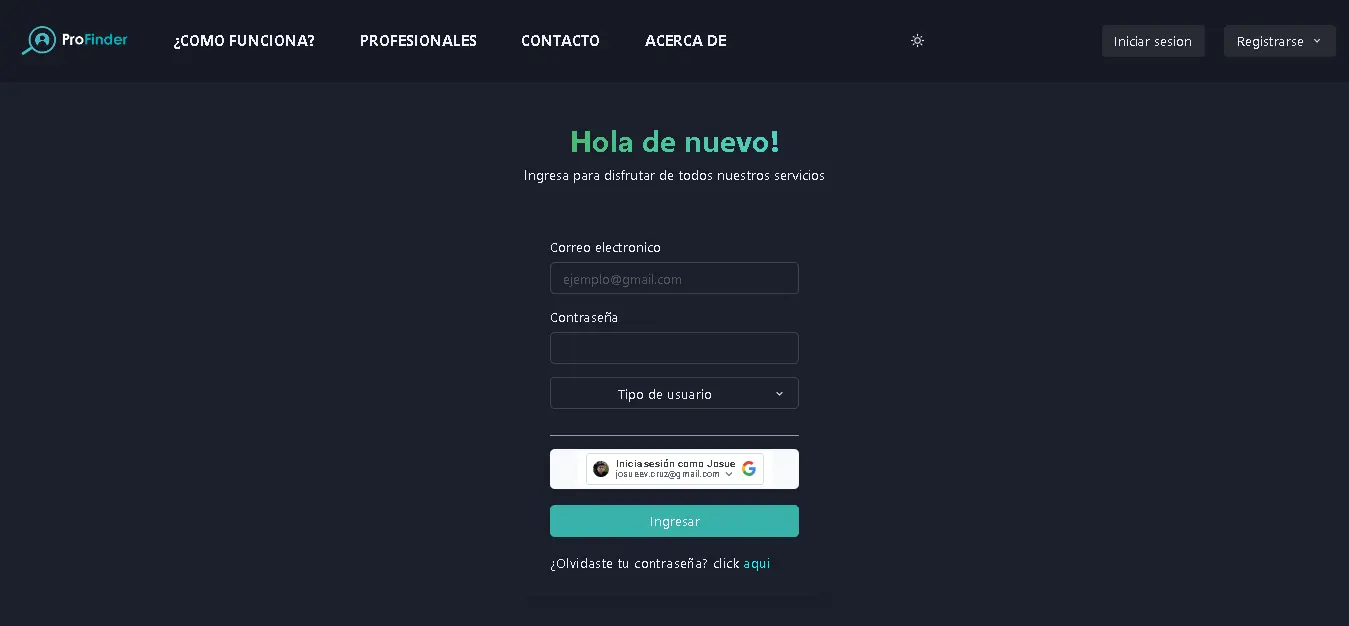 ProFinder ¿COMO FUNCIONA? PROFESIONALES CONTACTO ACERCA DE Iniciar sesion Registrarse
Hola de nuevo!
Ingresa para disfrutar de todos nuestros servicios
Correo electronico
ejemplo@gmail.com
Contraseña
Tipo de usuario
Inicia sesión como Josue
josueev.cruz@gmail.com
Ingresar
¿Olvidaste tu contraseña? click aqui